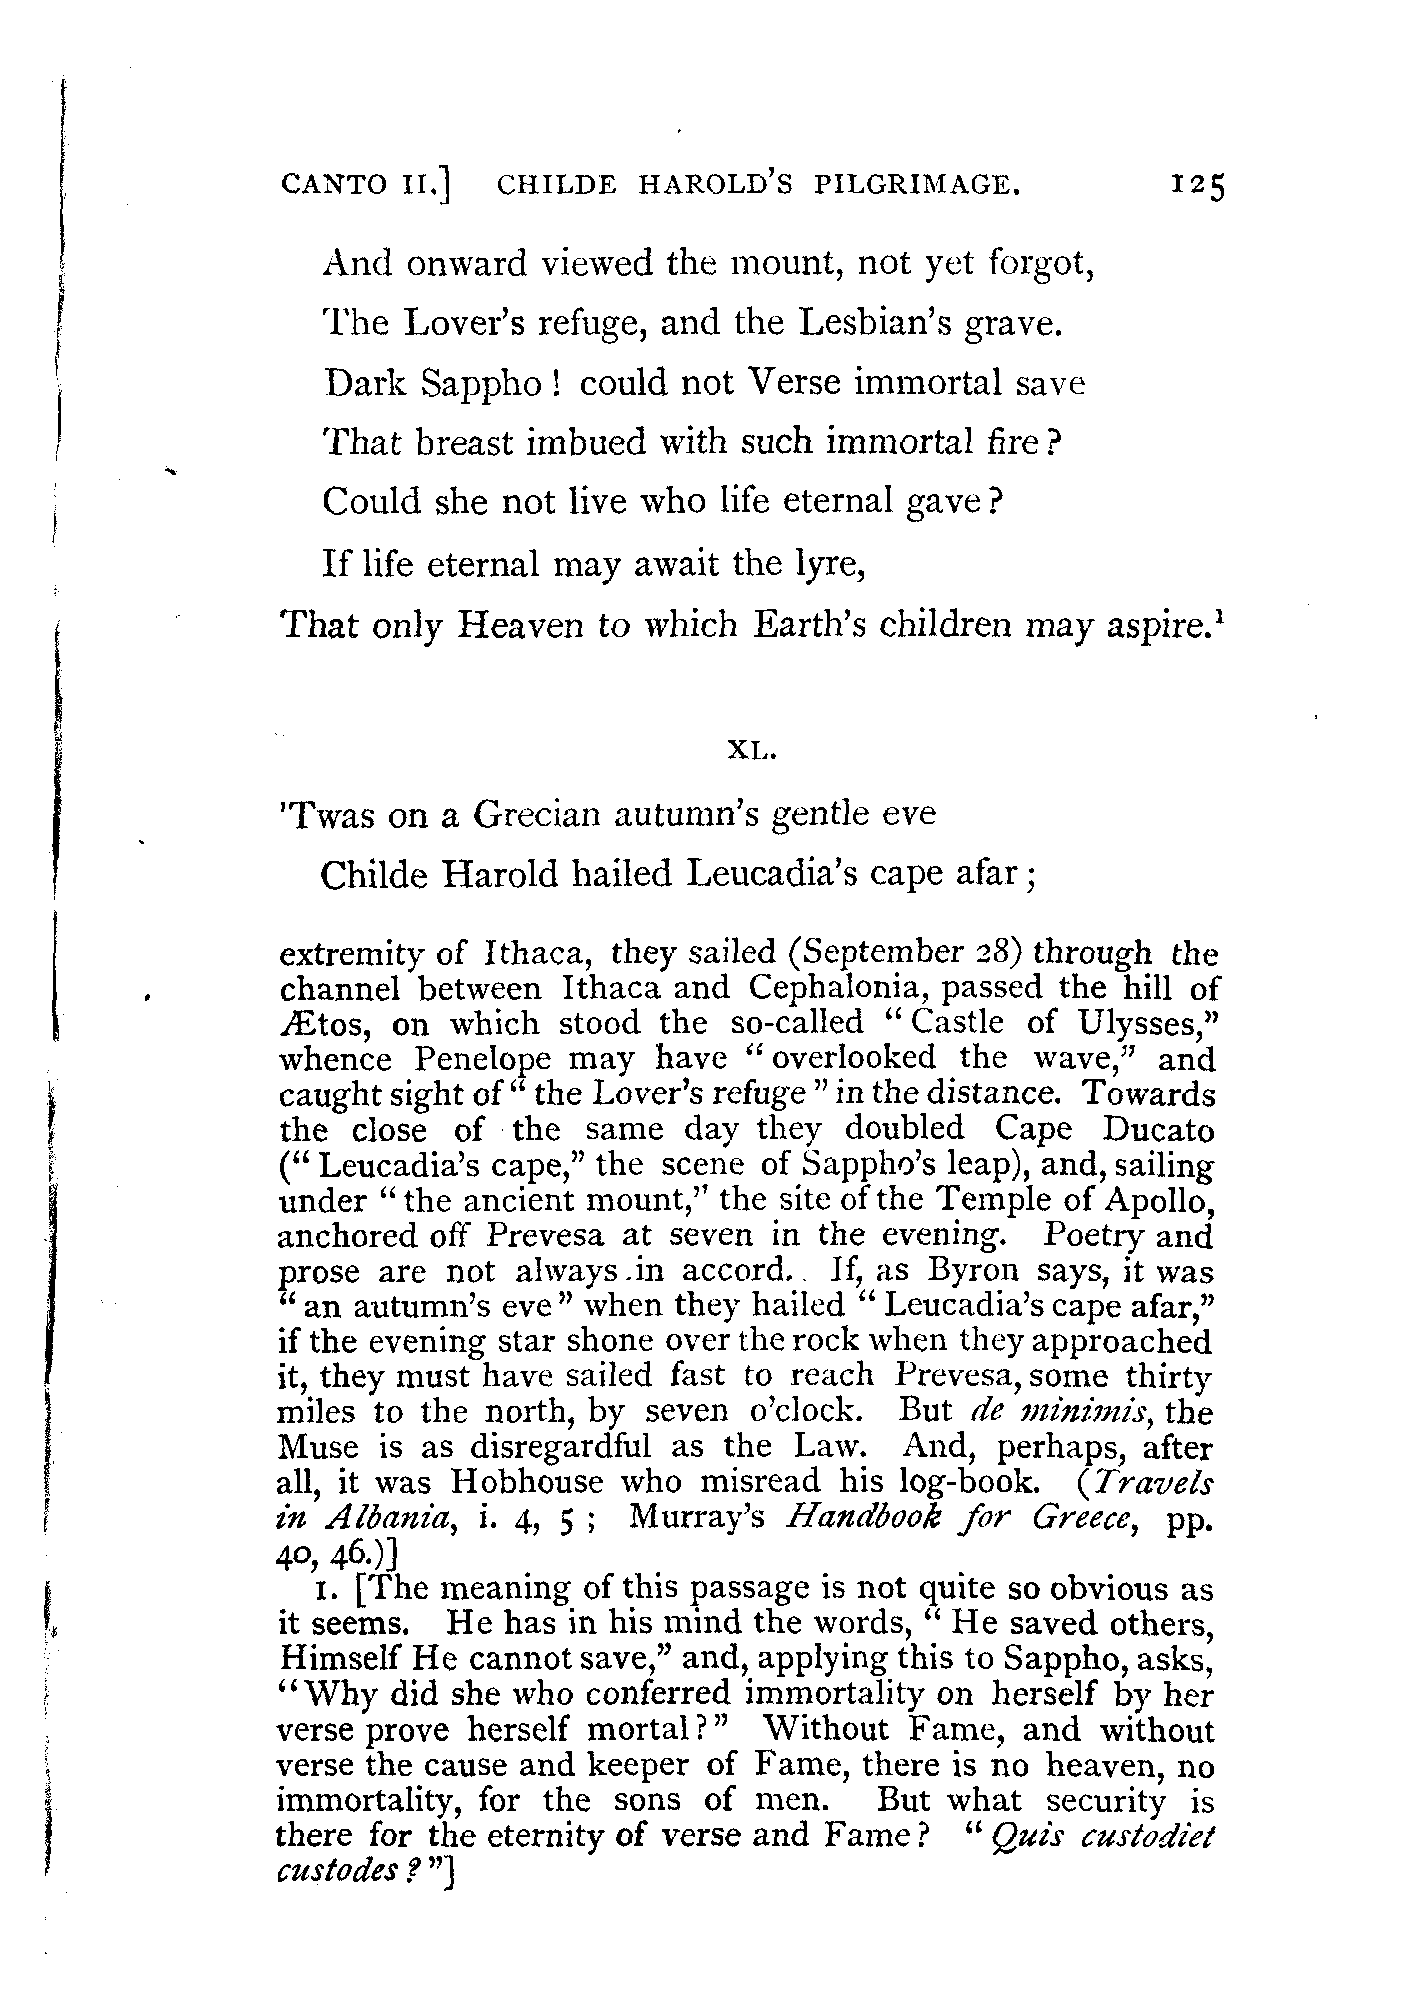 CANTO II.] CHILDE HAROLD'S PILGRIMAGE. 125
And onward viewed the mount, not yet forgot,
The Lover's refuge, and the Lesbian's grave.
Dark Sappho! could not Verse immortal save
That breast imbued with such immortal fire?
Could she not live who life eternal gave?
If life eternal may await the lyre,
That only Heaven to which Earth's children may aspire.¹
XL.
'Twas on a Grecian autumn's gentle eve
Childe Harold hailed Leucadia's cape afar;
extremity of Ithaca, they sailed (September 28) through the
channel between Ithaca and Cephalonia, passed the hill of
Ætos, on which stood the so-called "Castle of Ulysses,"
whence Penelope may have "overlooked the wave," and
caught sight of "the Lover's refuge" in the distance. Towards
the close of the same day they doubled Cape Ducato
("Leucadia's cape," the scene of Sappho's leap), and, sailing
under "the ancient mount," the site of the Temple of Apollo,
anchored off Prevesa at seven in the evening. Poetry and
prose are not always in accord. If, as Byron says, it was
"an autumn's eve" when they hailed "Leucadia's cape afar,"
if the evening star shone over the rock when they approached
it, they must have sailed fast to reach Prevesa, some thirty
miles to the north, by seven o'clock. But de minimis, the
Muse is as disregardful as the Law. And, perhaps, after
all, it was Hobhouse who misread his log-book. (Travels
in Albania, i. 4, 5; Murray's Handbook for Greece, pp.
40, 46.)]
1. [The meaning of this passage is not quite so obvious as
it seems. He has in his mind the words, "He saved others,
Himself He cannot save," and, applying this to Sappho, asks,
"Why did she who conferred immortality on herself by her
verse prove herself mortal?" Without Fame, and without
verse the cause and keeper of Fame, there is no heaven, no
immortality, for the sons of men. But what security is
there for the eternity of verse and Fame? "Quis custodiet
custodes?"]